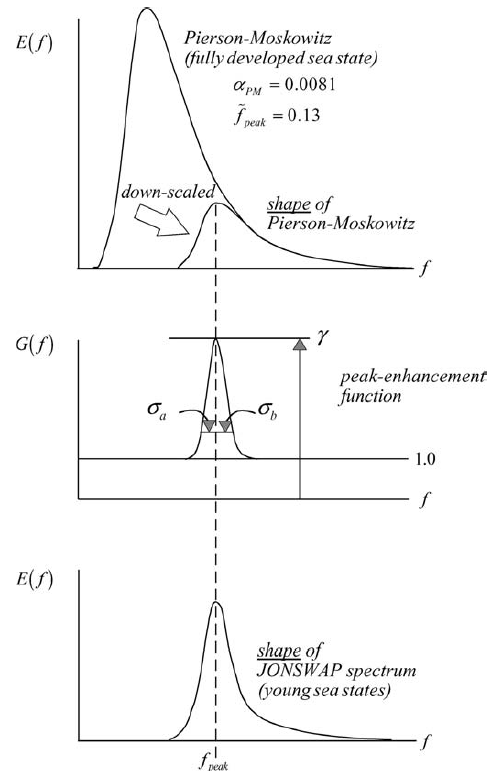 E(f)
Pierson-Moskowitz
(fully developed sea state)
α_PM = 0.0081
f̃_peak = 0.13
down-scaled
shape of
Pierson-Moskowitz
f
G(f)
γ
peak-enhancement
function
σ_a
σ_b
1.0
f
E(f)
shape of
JONSWAP spectrum
(young sea states)
f
f_peak